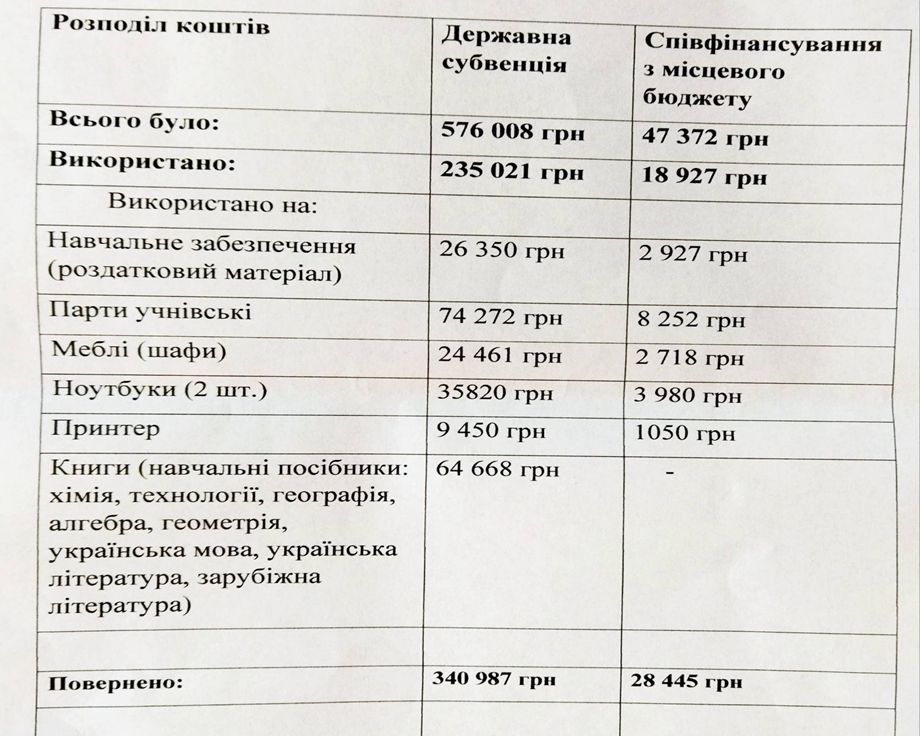 Розподіл коштів
Державна
субвенція
Співфінансування
з місцевого
бюджету
Всього було:
576 008 грн
47 372 грн
Використано:
235 021 грн
18 927 грн
Використано на:
Навчальне забезпечення
(роздатковий матеріал)
26 350 грн
2 927 грн
Парти учнівські
74 272 грн
8 252 грн
Меблі (шафи)
24 461 грн
2 718 грн
Ноутбуки (2 шт.)
35820 грн
3 980 грн
Принтер
9 450 грн
1050 грн
Книги (навчальні посібники:
хімія, технології, географія,
алгебра, геометрія,
українська мова, українська
література, зарубіжна
література)
64 668 грн
-
Повернено:
340 987 грн
28 445 грн